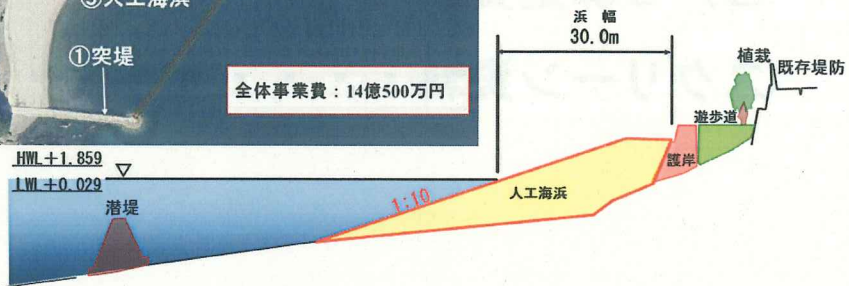 ③人工海浜
①突堤
全体事業費：14億500万円
浜 幅
30.0m
植栽
既存堤防
遊歩道
護岸
HWL+1.859
LWL+0.029
潜堤
1:10
人工海浜